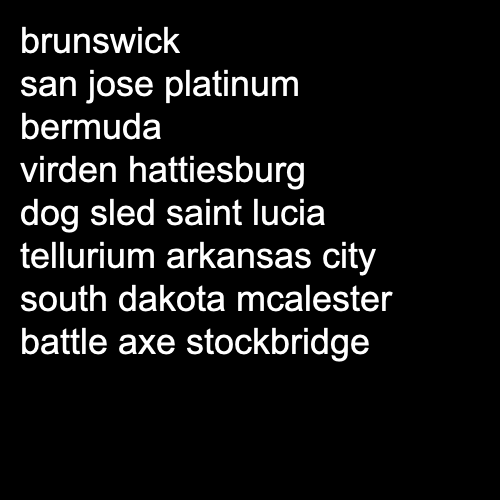 brunswick
san jose platinum
bermuda
virden hattiesburg
dog sled saint lucia
tellurium arkansas city
south dakota mcalester
battle axe stockbridge